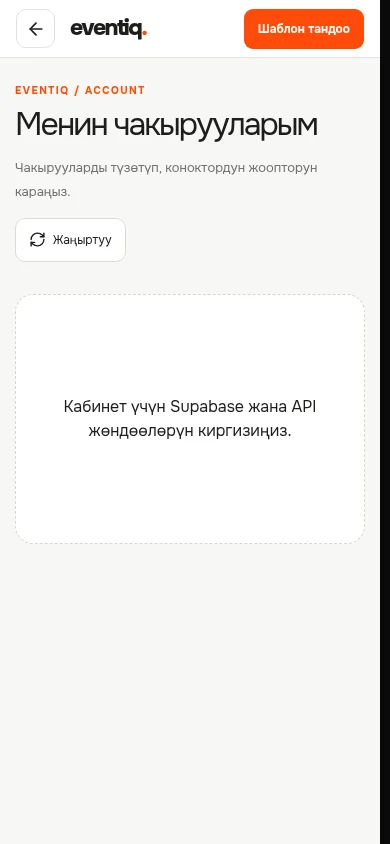 eventiq.
Шаблон тандоо
EVENTIQ / ACCOUNT
Менин чакырууларым
Чакырууларды түзөтүп, коноктордун жоопторун
караңыз.
Жаңыртуу
Кабинет үчүн Supabase жана API
жөндөөлөрүн киргизиңиз.